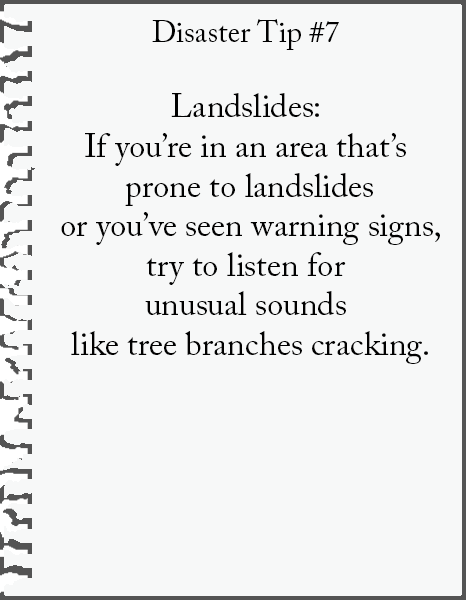 Disaster Tip #7
Landslides:
If you’re in an area that’s
prone to landslides
or you’ve seen warning signs,
try to listen for
unusual sounds
like tree branches cracking.